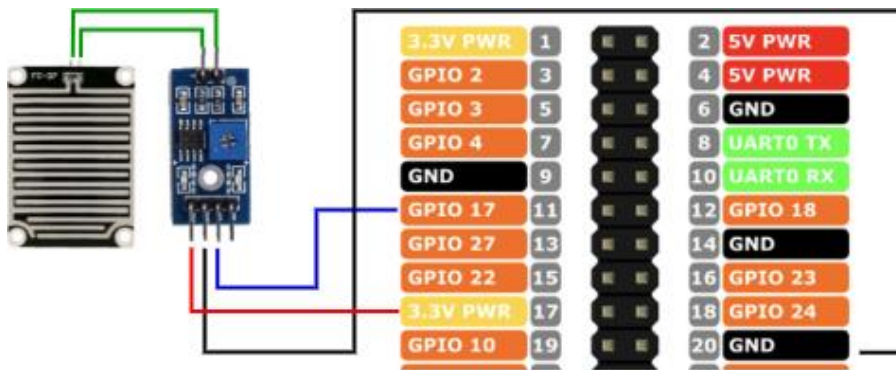 3.3V PWR 1 2 5V PWR
GPIO 2 3 4 5V PWR
GPIO 3 5 6 GND
GPIO 4 7 8 UART0 TX
GND 9 10 UART0 RX
GPIO 17 11 12 GPIO 18
GPIO 27 13 14 GND
GPIO 22 15 16 GPIO 23
3.3V PWR 17 18 GPIO 24
GPIO 10 19 20 GND